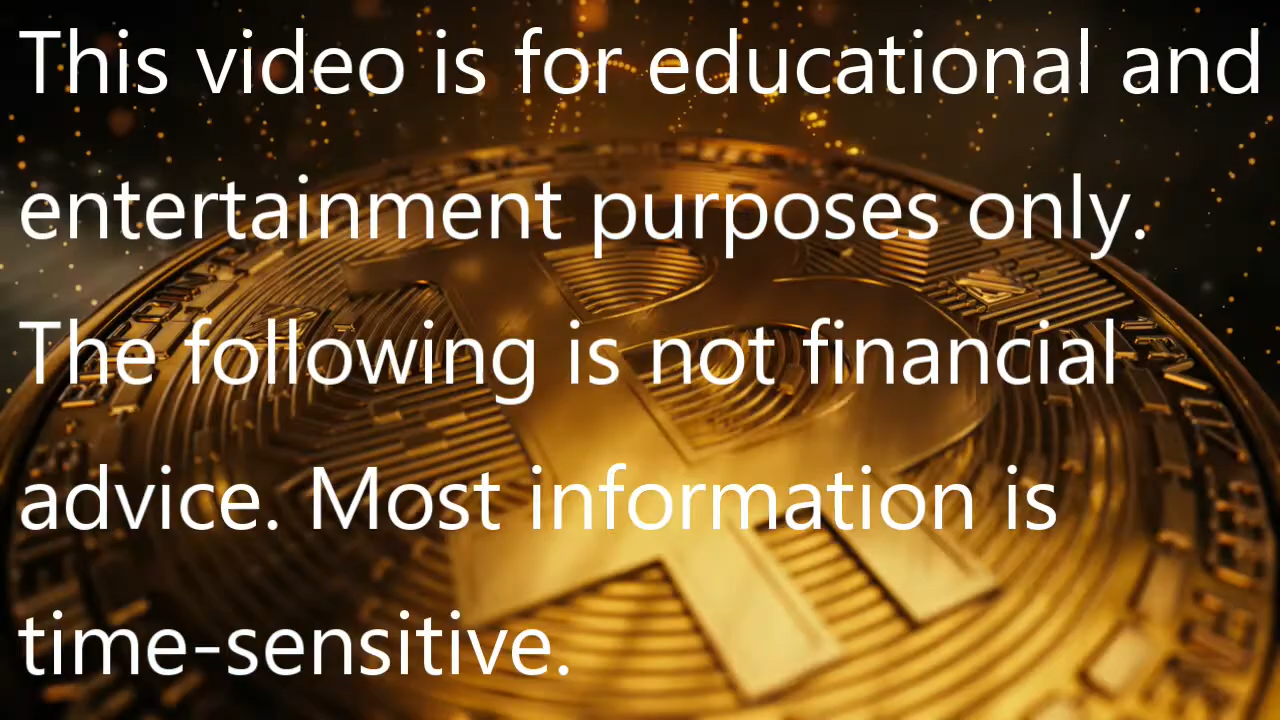 This video is for educational and
entertainment purposes only.
The following is not financial
advice. Most information is
time-sensitive.